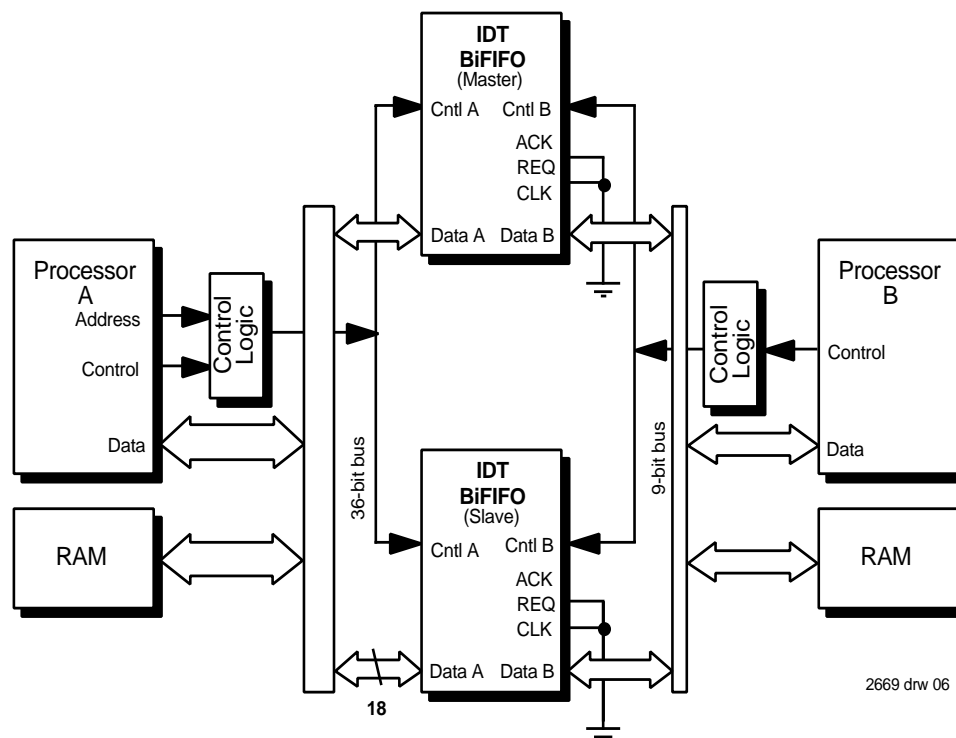 IDT
BiFIFO
(Master)
Cntl A
Cntl B
ACK
REQ
CLK
Data A
Data B
Processor
A
Address
Control
Data
Control
Logic
36-bit bus
9-bit bus
Control
Logic
Processor
B
Control
Data
RAM
IDT
BiFIFO
(Slave)
Cntl A
Cntl B
ACK
REQ
CLK
Data A
Data B
18
RAM
2669 drw 06